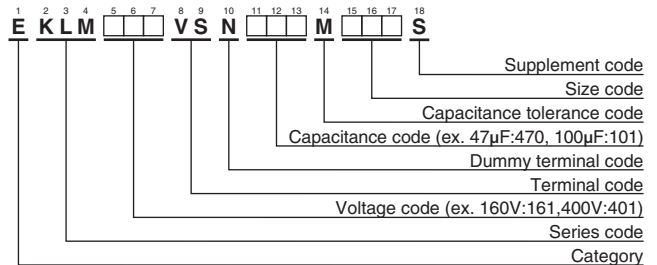 1 2 3 4 5 6 7 8 9 10 11 12 13 14 15 16 17 18
E KLM □□□ VS N □□□ M □□□ S
Supplement code
Size code
Capacitance tolerance code
Capacitance code (ex. 47μF:470, 100μF:101)
Dummy terminal code
Terminal code
Voltage code (ex. 160V:161,400V:401)
Series code
Category